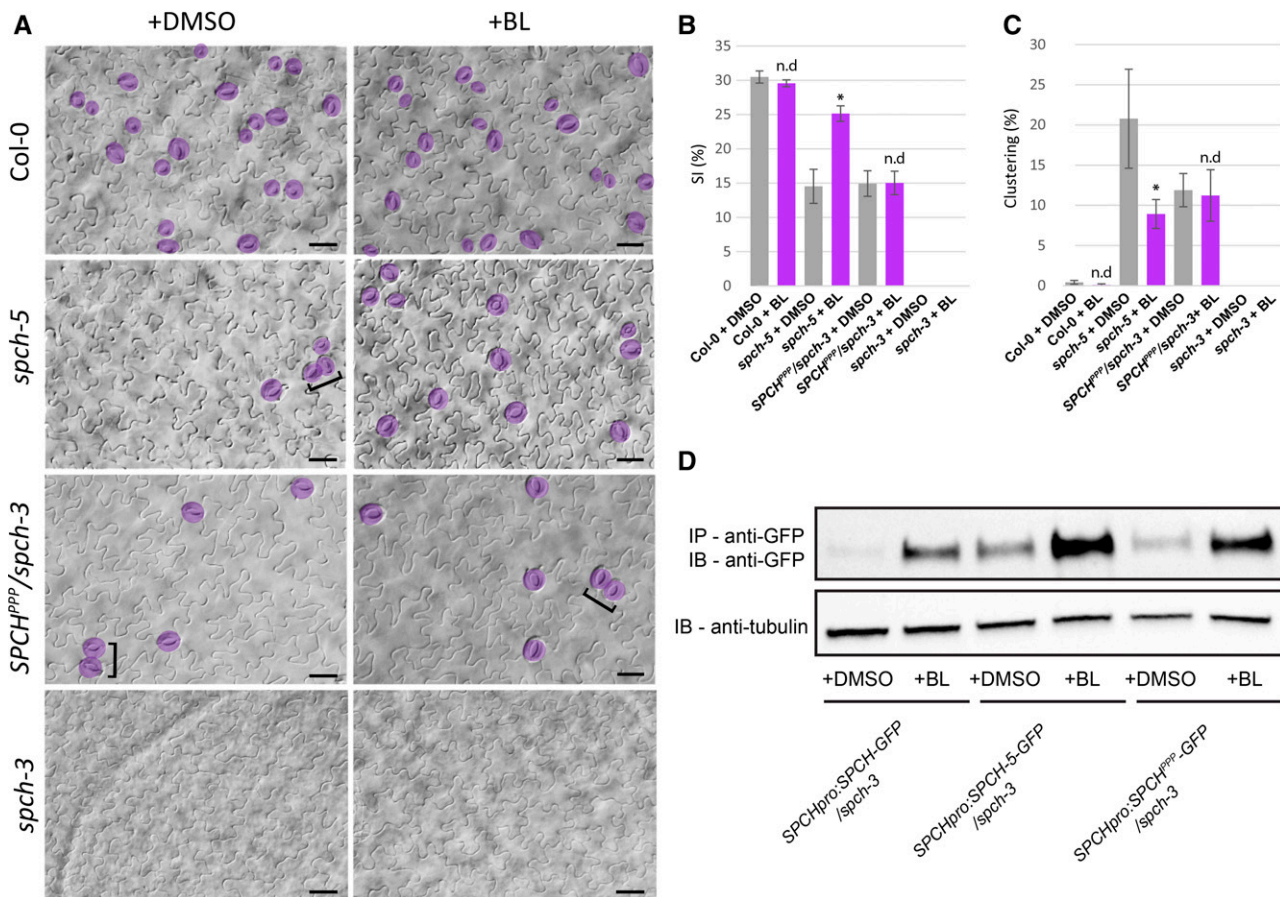 A
+DMSO
+BL
Col-0
spch-5
SPCHPPP/spch-3
spch-3
B
SI (%)
35
30
25
20
15
10
5
0
n.d
*
n.d
Col-0 + DMSO
Col-0 + BL
spch-5 + DMSO
spch-5 + BL
SPCHPPP/spch-3 + DMSO
SPCHPPP/spch-3 + BL
spch-3 + DMSO
spch-3 + BL
C
Clustering (%)
30
25
20
15
10
5
0
n.d
*
n.d
Col-0 + DMSO
Col-0 + BL
spch-5 + DMSO
spch-5 + BL
SPCHPPP/spch-3 + DMSO
SPCHPPP/spch-3+ BL
spch-3 + DMSO
spch-3 + BL
D
IP - anti-GFP
IB - anti-GFP
IB - anti-tubulin
+DMSO +BL +DMSO +BL +DMSO +BL
SPCHpro:SPCH-GFP
/spch-3
SPCHpro:SPCH-5-GFP
/spch-3
SPCHpro:SPCHPPP-GFP
/spch-3